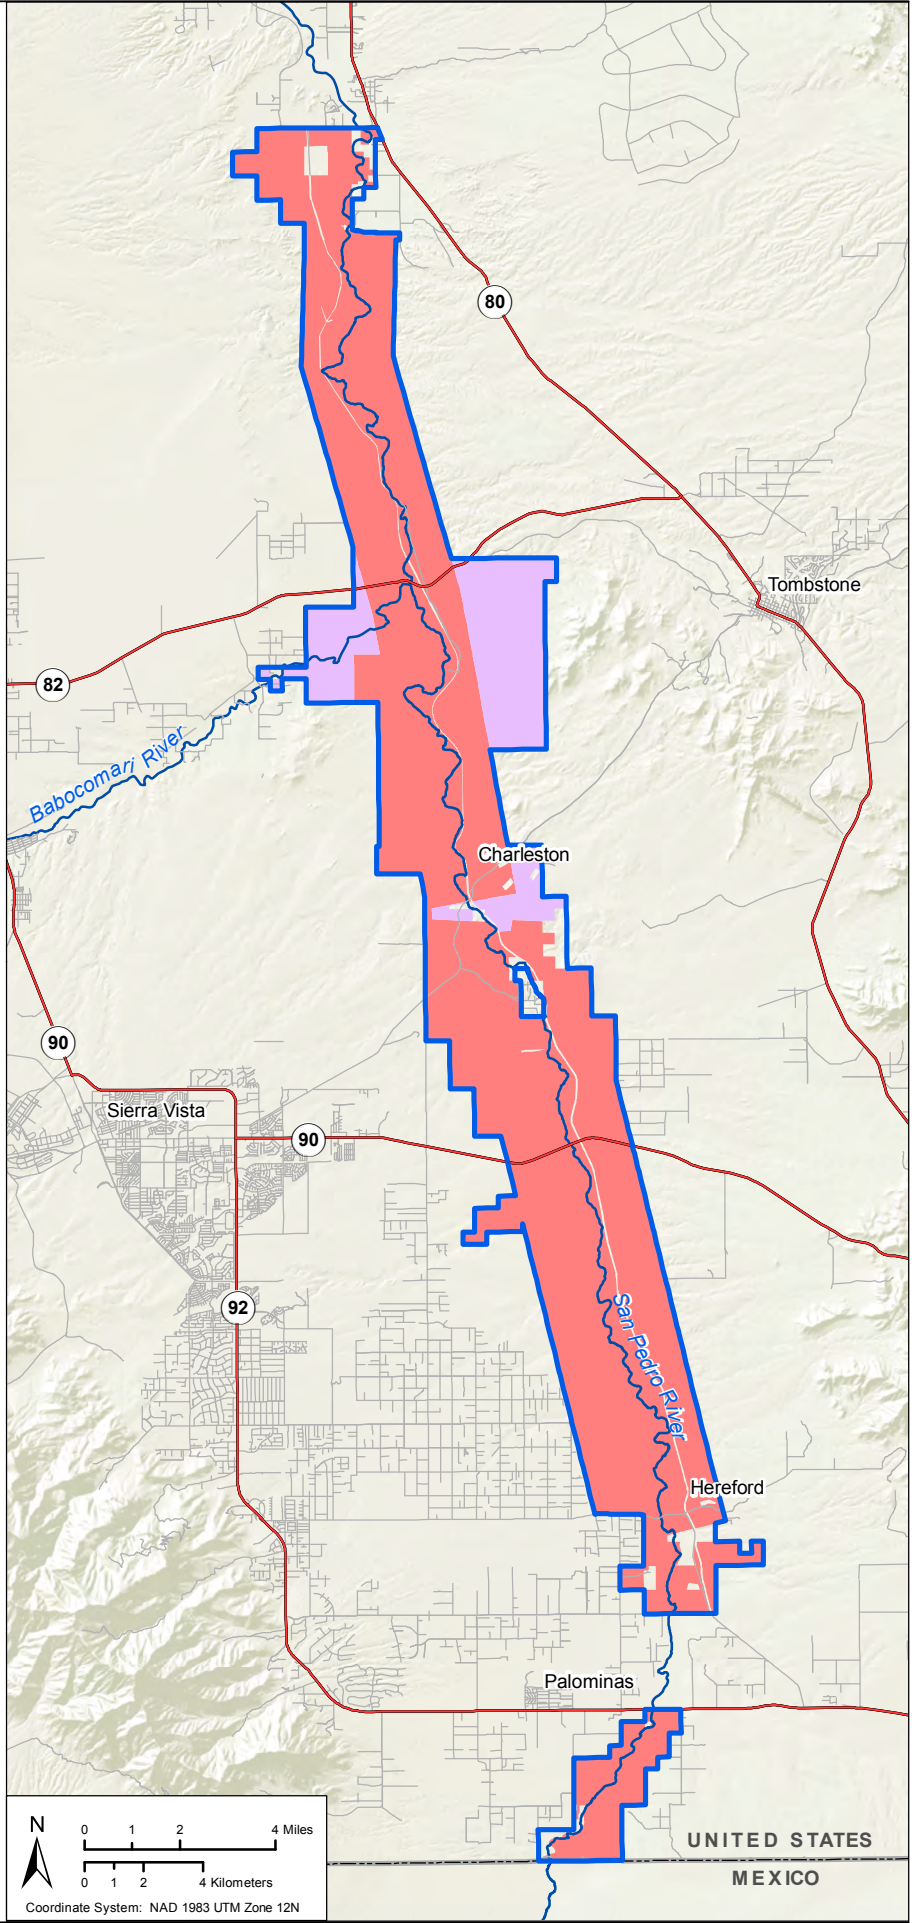 80
Tombstone
82
Babocomari River
Charleston
90
Sierra Vista
90
92
San Pedro River
Hereford
Palominas
N
0 1 2 4 Miles
0 1 2 4 Kilometers
Coordinate System: NAD 1983 UTM Zone 12N
UNITED STATES
MEXICO